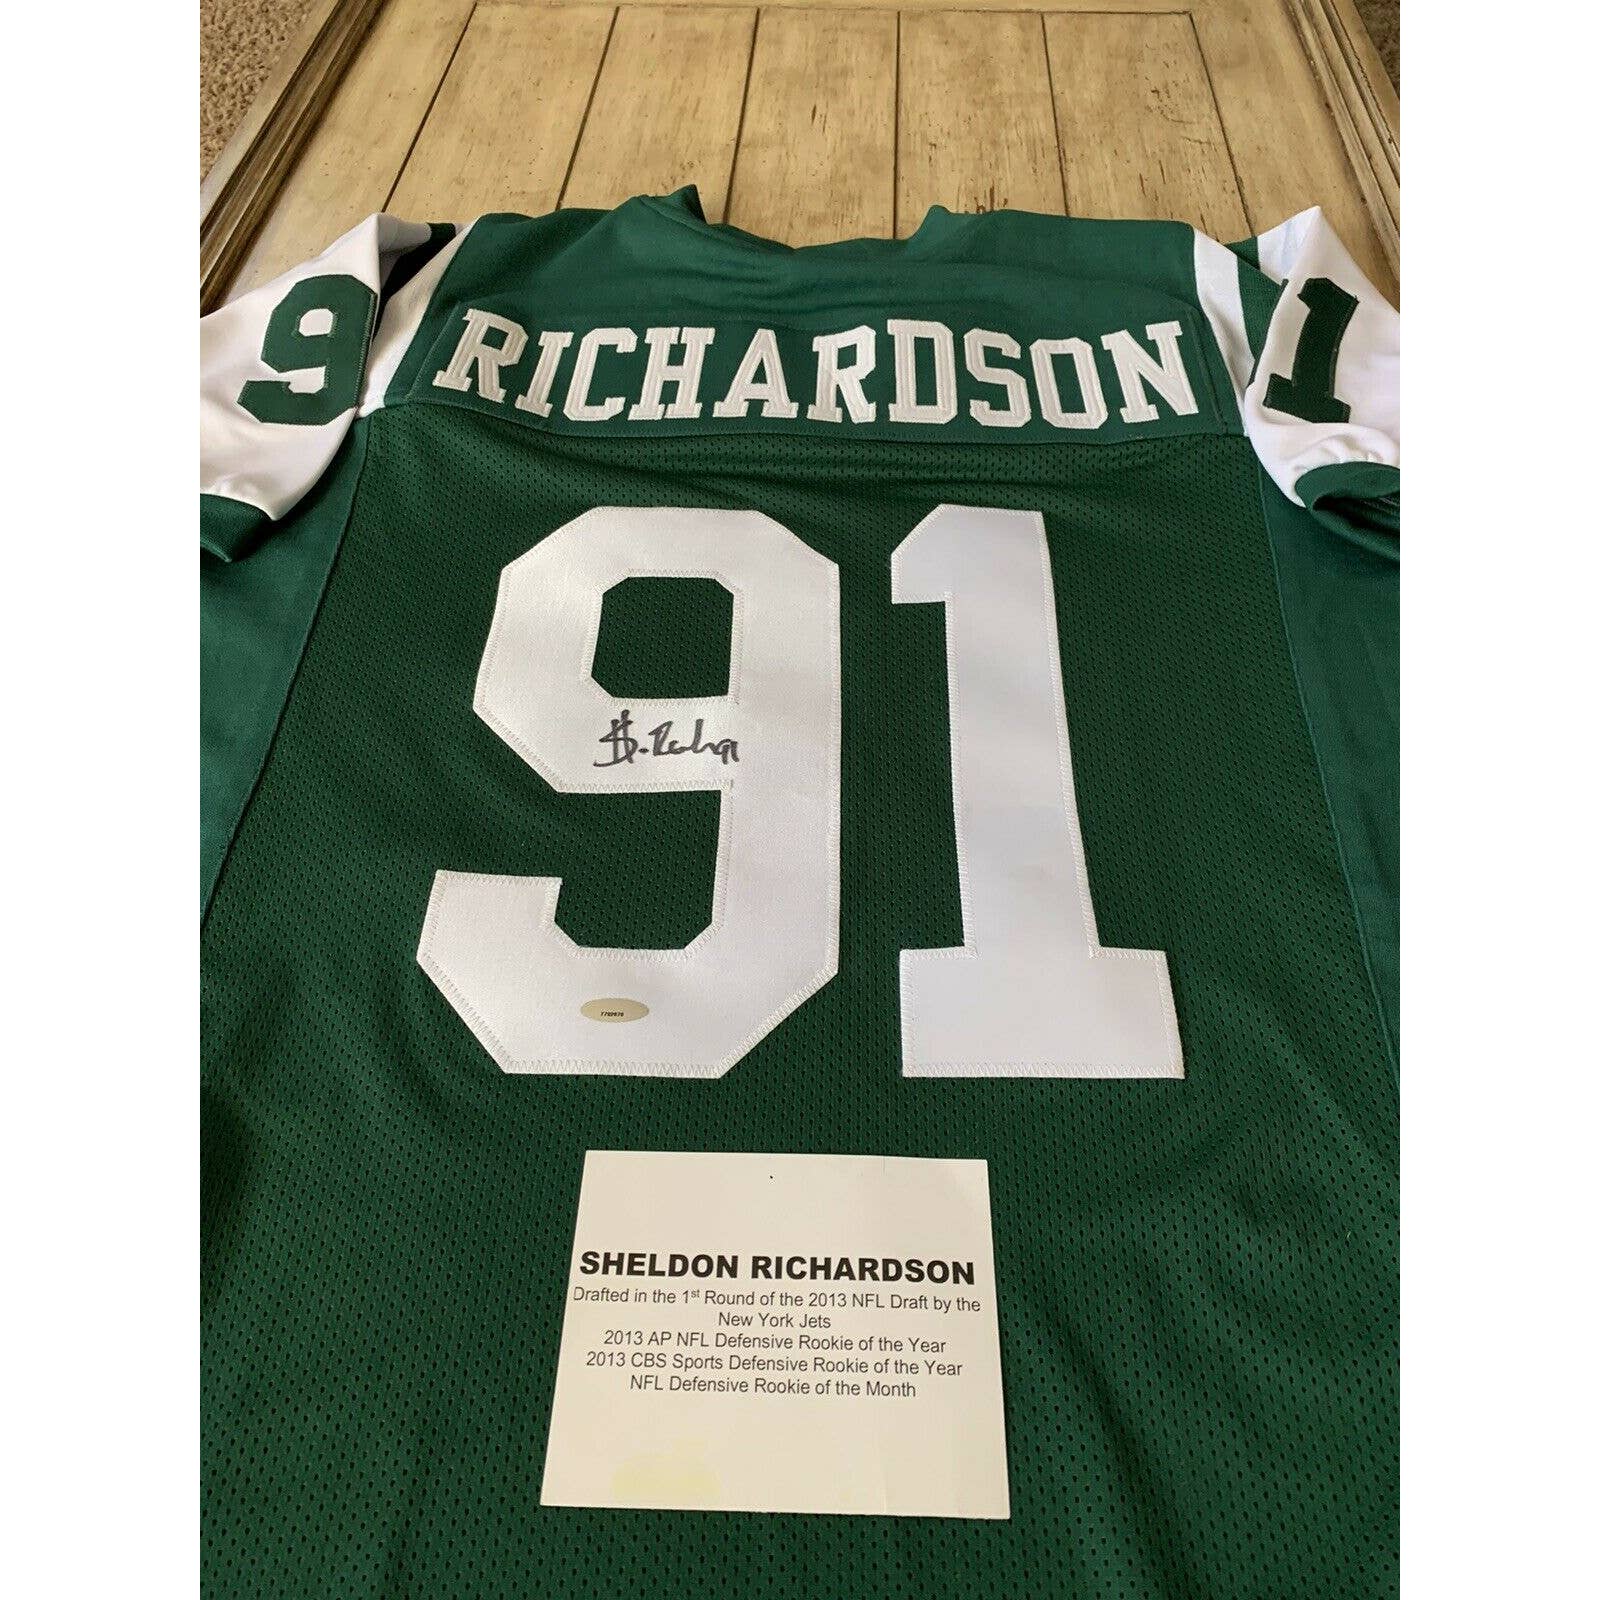 9
1
RICHARDSON
91
SHELDON RICHARDSON
Drafted in the 1st Round of the 2013 NFL Draft by the
New York Jets
2013 AP NFL Defensive Rookie of the Year
2013 CBS Sports Defensive Rookie of the Year
NFL Defensive Rookie of the Month